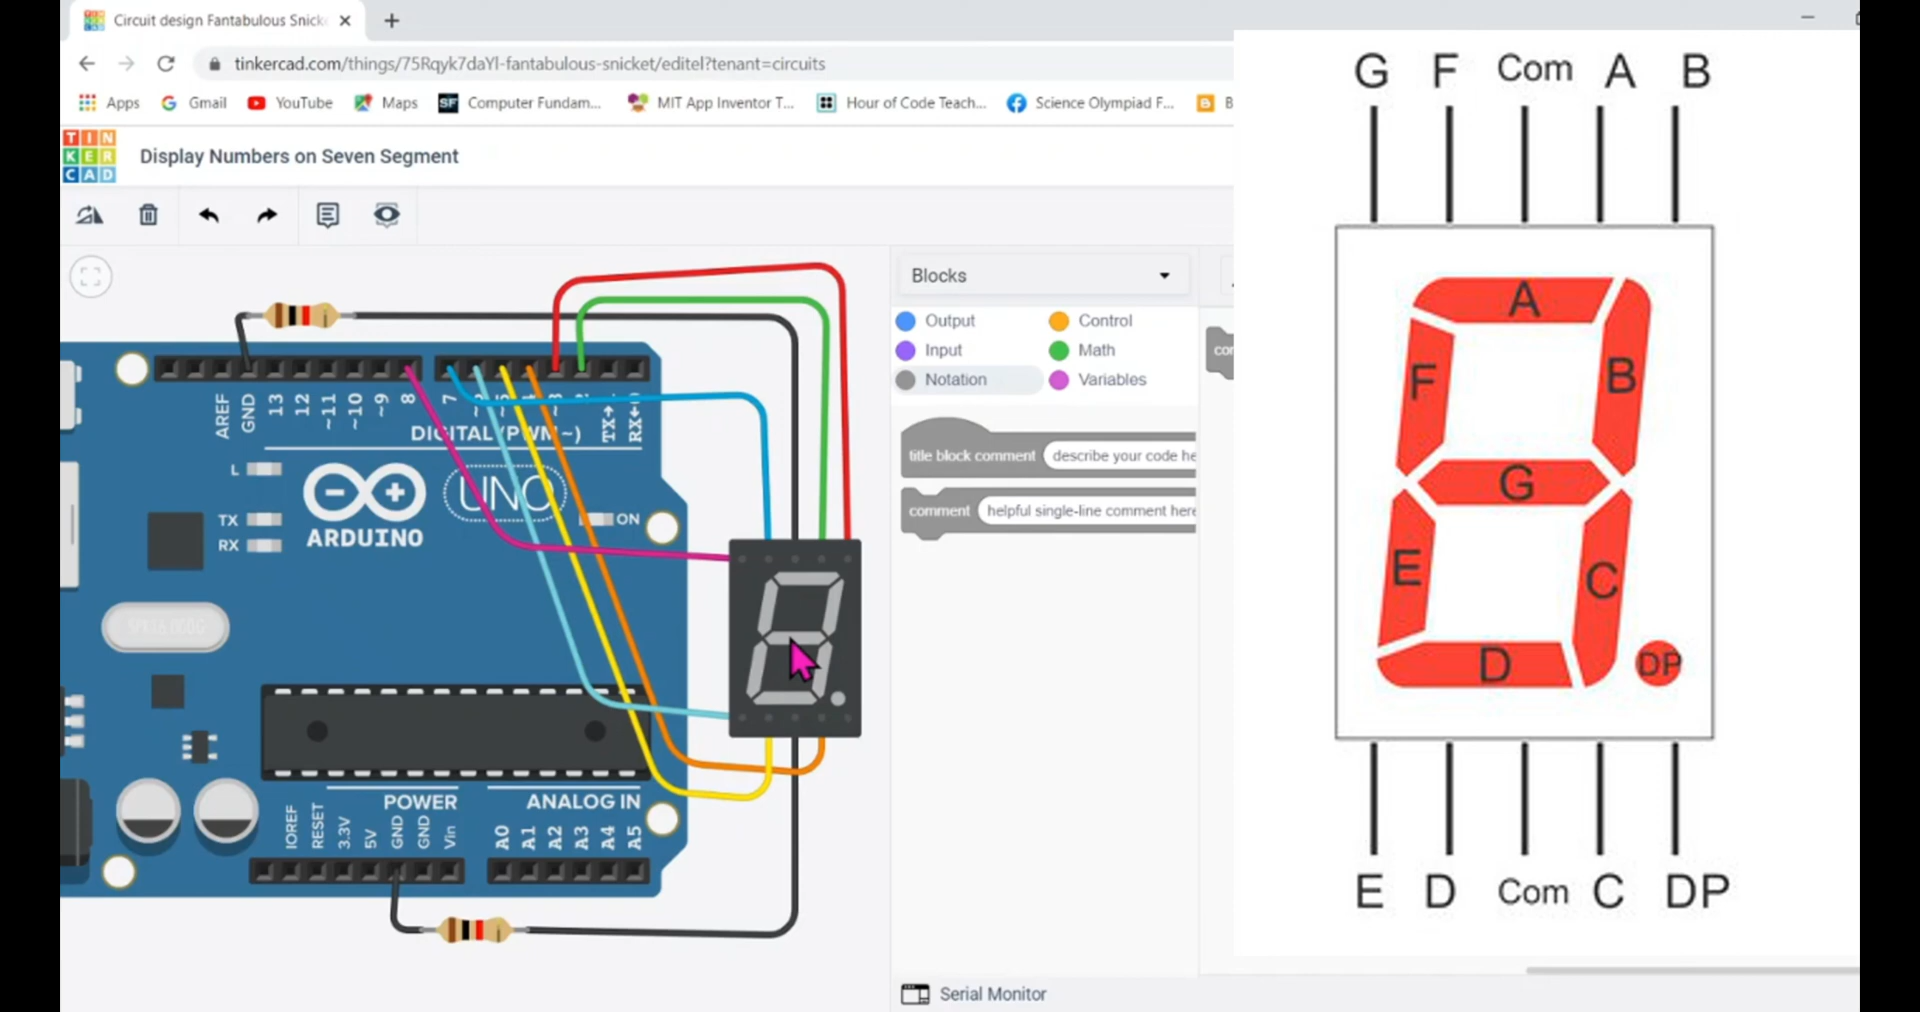 Circuit design Fantabulous Snick
tinkercad.com/things/75Rqyk7daYl-fantabulous-snicket/editel?tenant=circuits
Apps
Gmail
YouTube
Maps
Computer Fundam...
MIT App Inventor T...
Hour of Code Teach...
Science Olympiad F...
B
TIN
KER
CAD
Display Numbers on Seven Segment
Blocks
Output
Control
Input
Math
Notation
Variables
title block comment
describe your code he
comment
helpful single-line comment here
Serial Monitor
AREF
GND
13
12
~11
~10
~9
8
7
TX→
RX←
DIGITAL (PWM~)
L
TX
RX
ARDUINO
UNO
ON
POWER
ANALOG IN
IOREF
RESET
3.3V
5V
GND
GND
Vin
A0
A1
A2
A3
A4
A5
G F Com A B
A
F
B
G
E
C
D
DP
E D Com C DP